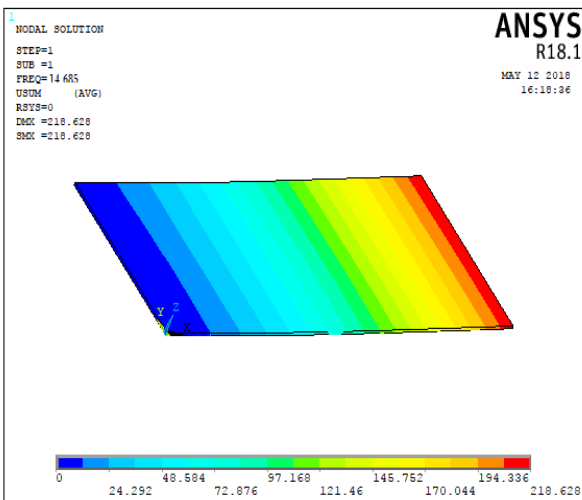 1
NODAL SOLUTION
STEP=1
SUB =1
FREQ=14.685
USUM (AVG)
RSYS=0
DMX =218.628
SMX =218.628
ANSYS
R18.1
MAY 12 2018
16:18:36
Y Z
X
0 48.584 97.168 145.752 194.336
24.292 72.876 121.46 170.044 218.628